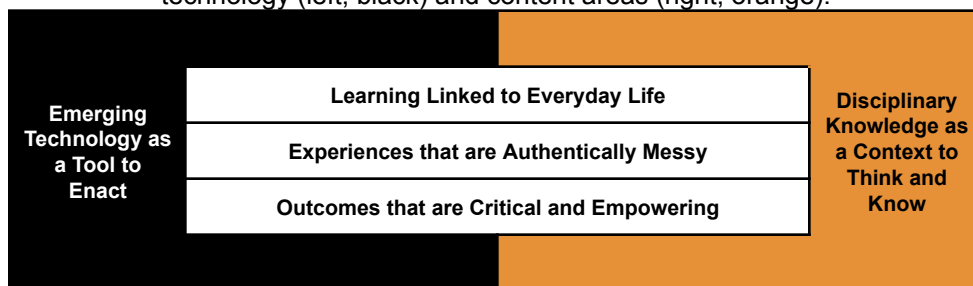 technology (left, black) and content areas (right, orange).
Emerging
Technology as
a Tool to
Enact
Learning Linked to Everyday Life
Experiences that are Authentically Messy
Outcomes that are Critical and Empowering
Disciplinary
Knowledge as
a Context to
Think and
Know